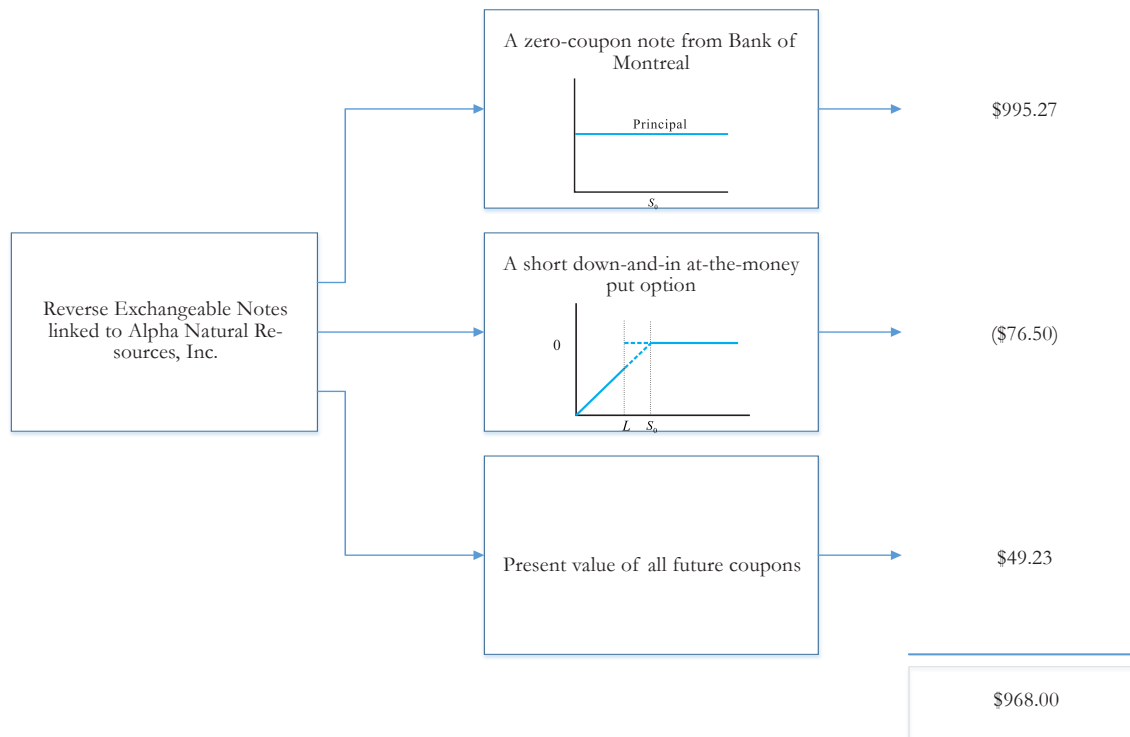 A zero-coupon note from Bank of
Montreal
Principal
S₀
$995.27
Reverse Exchangeable Notes
linked to Alpha Natural Re-
sources, Inc.
A short down-and-in at-the-money
put option
0
L S₀
($76.50)
Present value of all future coupons
$49.23
$968.00